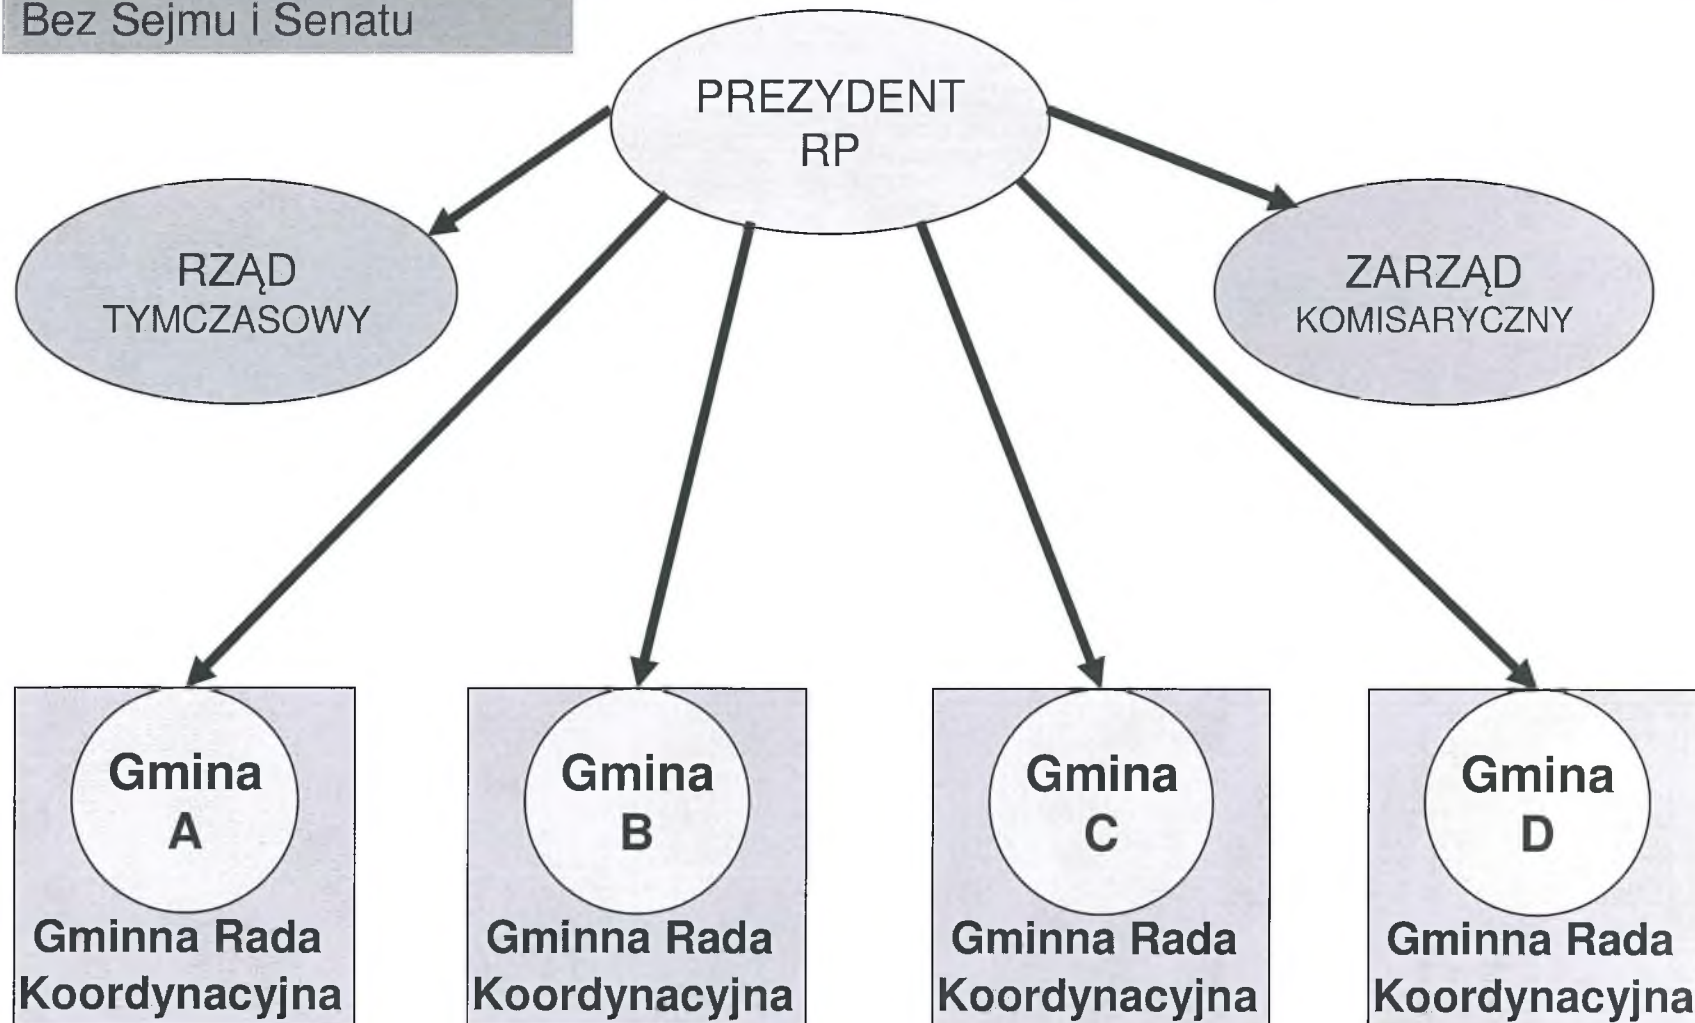 Bez Sejmu i Senatu
PREZYDENT
RP
RZĄD
TYMCZASOWY
ZARZĄD
KOMISARYCZNY
Gmina
A
Gminna Rada
Koordynacyjna
Gmina
B
Gminna Rada
Koordynacyjna
Gmina
C
Gminna Rada
Koordynacyjna
Gmina
D
Gminna Rada
Koordynacyjna